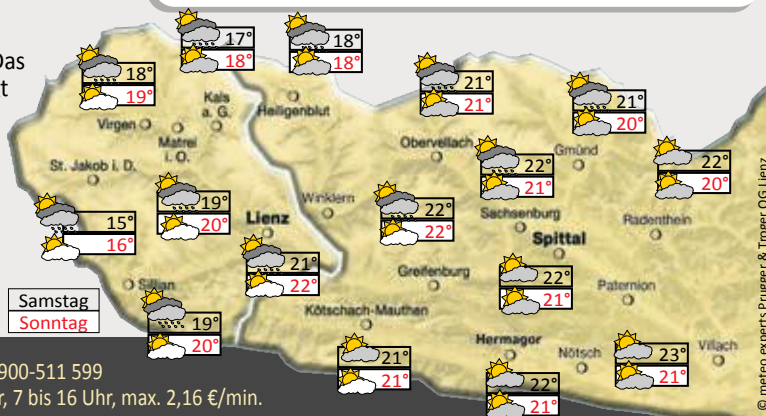 Das
t
17°
18°
18°
18°
18°
19°
21°
21°
21°
20°
Kals
a. G.
Heiligenblut
Virgen
Matrei
i. O.
Obervellach
Gmünd
St. Jakob i. D.
22°
21°
22°
20°
19°
20°
Winklern
22°
22°
Lienz
Sachsenburg
Radenthein
15°
16°
Spittal
21°
22°
Greifenburg
22°
21°
Sillian
Paternion
Samstag
Sonntag
19°
20°
Kötschach-Mauthen
Hermagor
Nötsch
Villach
21°
21°
23°
21°
22°
21°
900-511 599
r, 7 bis 16 Uhr, max. 2,16 €/min.
© meteo experts Prugger & Troger OG Lienz